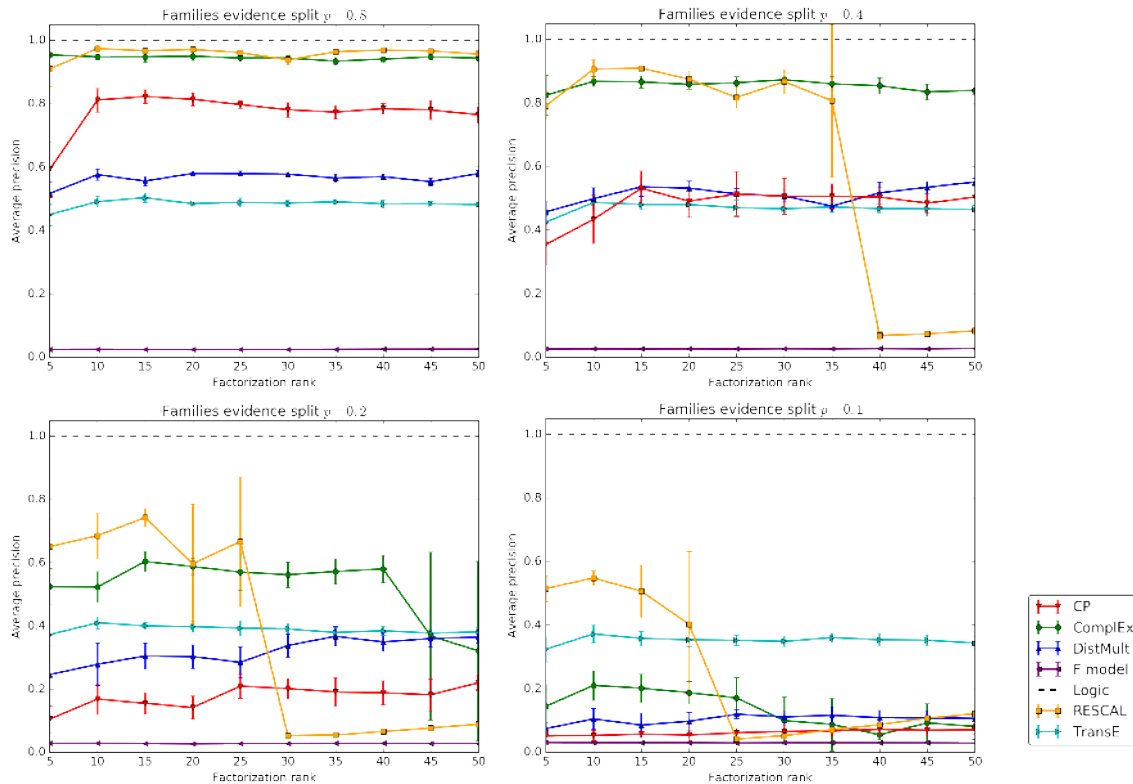 Families evidence split p 0.8
Average precision
1.0
0.8
0.6
0.4
0.2
0.0
5 10 15 20 25 30 35 40 45 50
Factorization rank
Families evidence split p 0.4
Average precision
1.0
0.8
0.6
0.4
0.2
0.0
5 10 15 20 25 30 35 40 45 50
Factorization rank
Families evidence split p 0.2
Average precision
1.0
0.8
0.6
0.4
0.2
0.0
5 10 15 20 25 30 35 40 45 50
Factorization rank
Families evidence split p 0.1
Average precision
1.0
0.8
0.6
0.4
0.2
0.0
5 10 15 20 25 30 35 40 45 50
Factorization rank
CP
ComplEx
DistMult
F model
Logic
RESCAL
TransE